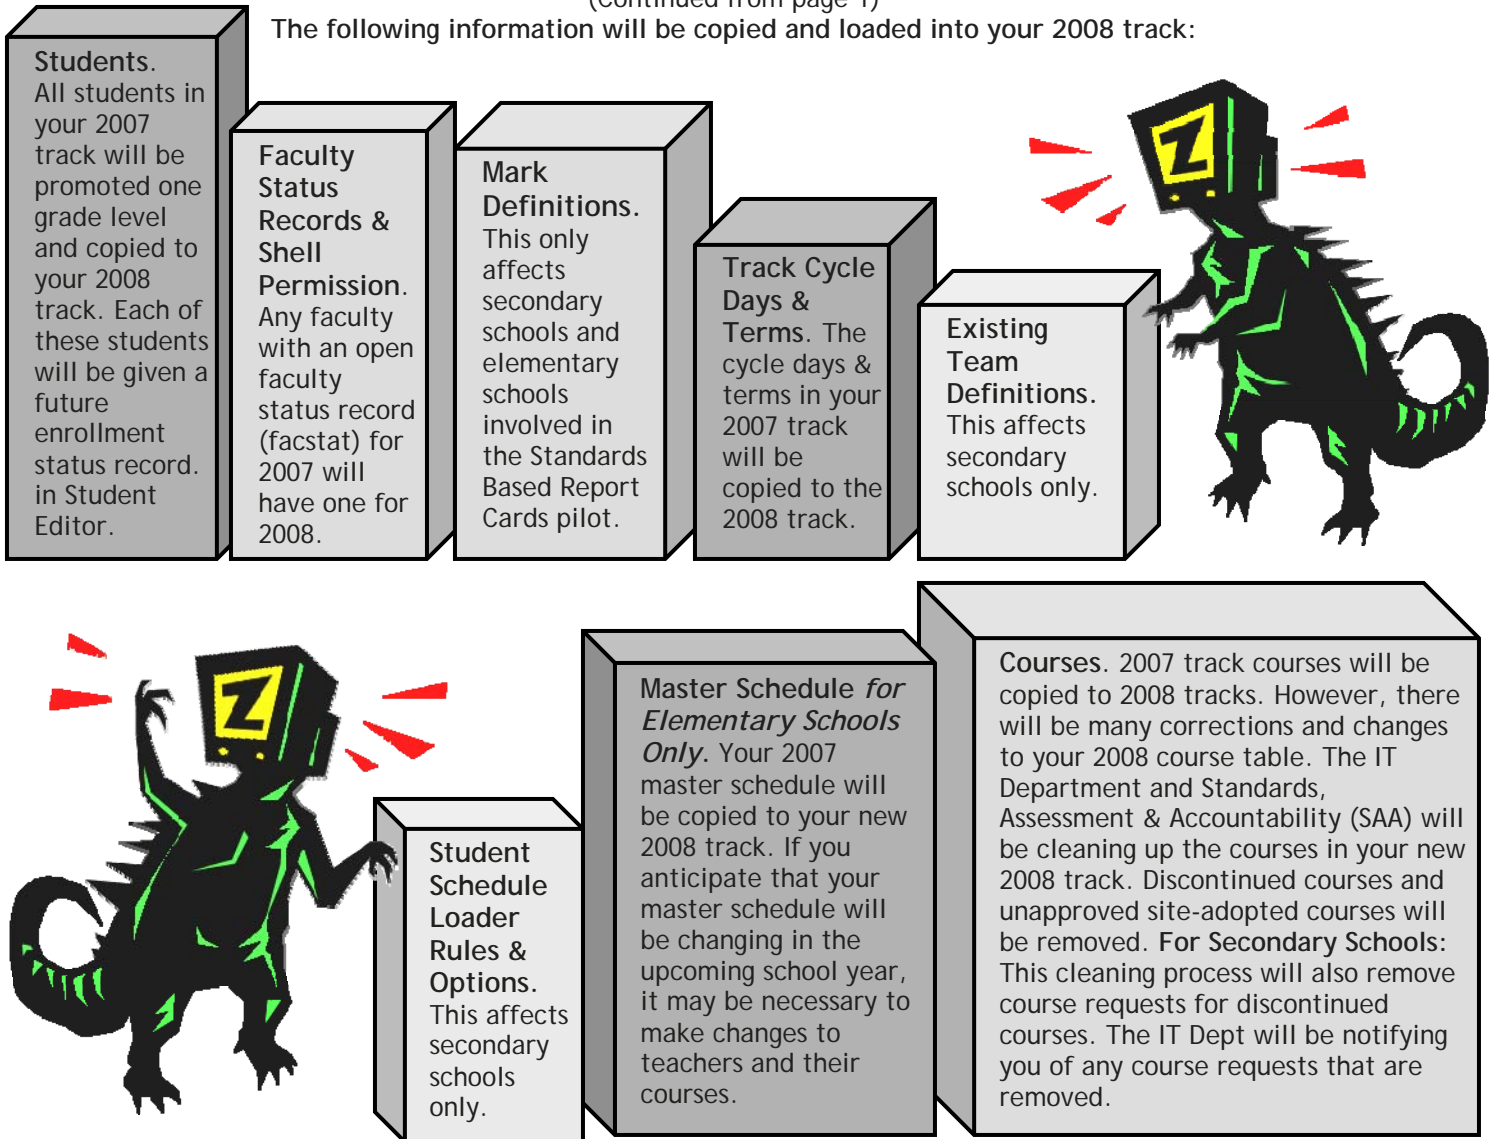 (Continued from page 1)
The following information will be copied and loaded into your 2008 track:
Students.
All students in
your 2007
track will be
promoted one
grade level
and copied to
your 2008
track. Each of
these students
will be given a
future
enrollment
status record.
in Student
Editor.
Faculty
Status
Records &
Shell
Permission.
Any faculty
with an open
faculty
status record
(facstat) for
2007 will
have one for
2008.
Mark
Definitions.
This only
affects
secondary
schools and
elementary
schools
involved in
the Standards
Based Report
Cards pilot.
Track Cycle
Days &
Terms. The
cycle days &
terms in your
2007 track
will be
copied to the
2008 track.
Existing
Team
Definitions.
This affects
secondary
schools only.
Z
Z
Student
Schedule
Loader
Rules &
Options.
This affects
secondary
schools
only.
Master Schedule for
Elementary Schools
Only. Your 2007
master schedule will
be copied to your new
2008 track. If you
anticipate that your
master schedule will
be changing in the
upcoming school year,
it may be necessary to
make changes to
teachers and their
courses.
Courses. 2007 track courses will be
copied to 2008 tracks. However, there
will be many corrections and changes
to your 2008 course table. The IT
Department and Standards,
Assessment & Accountability (SAA) will
be cleaning up the courses in your new
2008 track. Discontinued courses and
unapproved site-adopted courses will
be removed. For Secondary Schools:
This cleaning process will also remove
course requests for discontinued
courses. The IT Dept will be notifying
you of any course requests that are
removed.